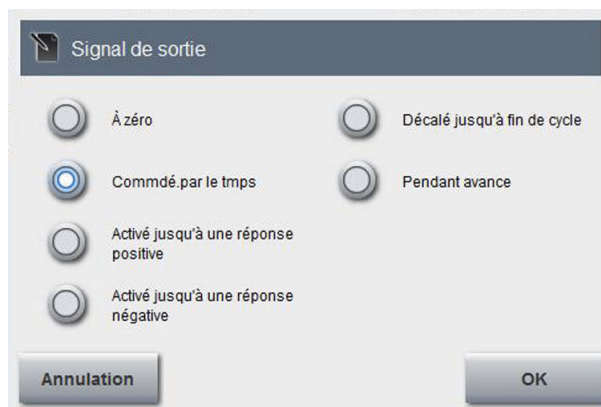 Signal de sortie
À zéro
Commdé.par le tmps
Activé jusqu'à une réponse
positive
Activé jusqu'à une réponse
négative
Décalé jusqu'à fin de cycle
Pendant avance
Annulation
OK